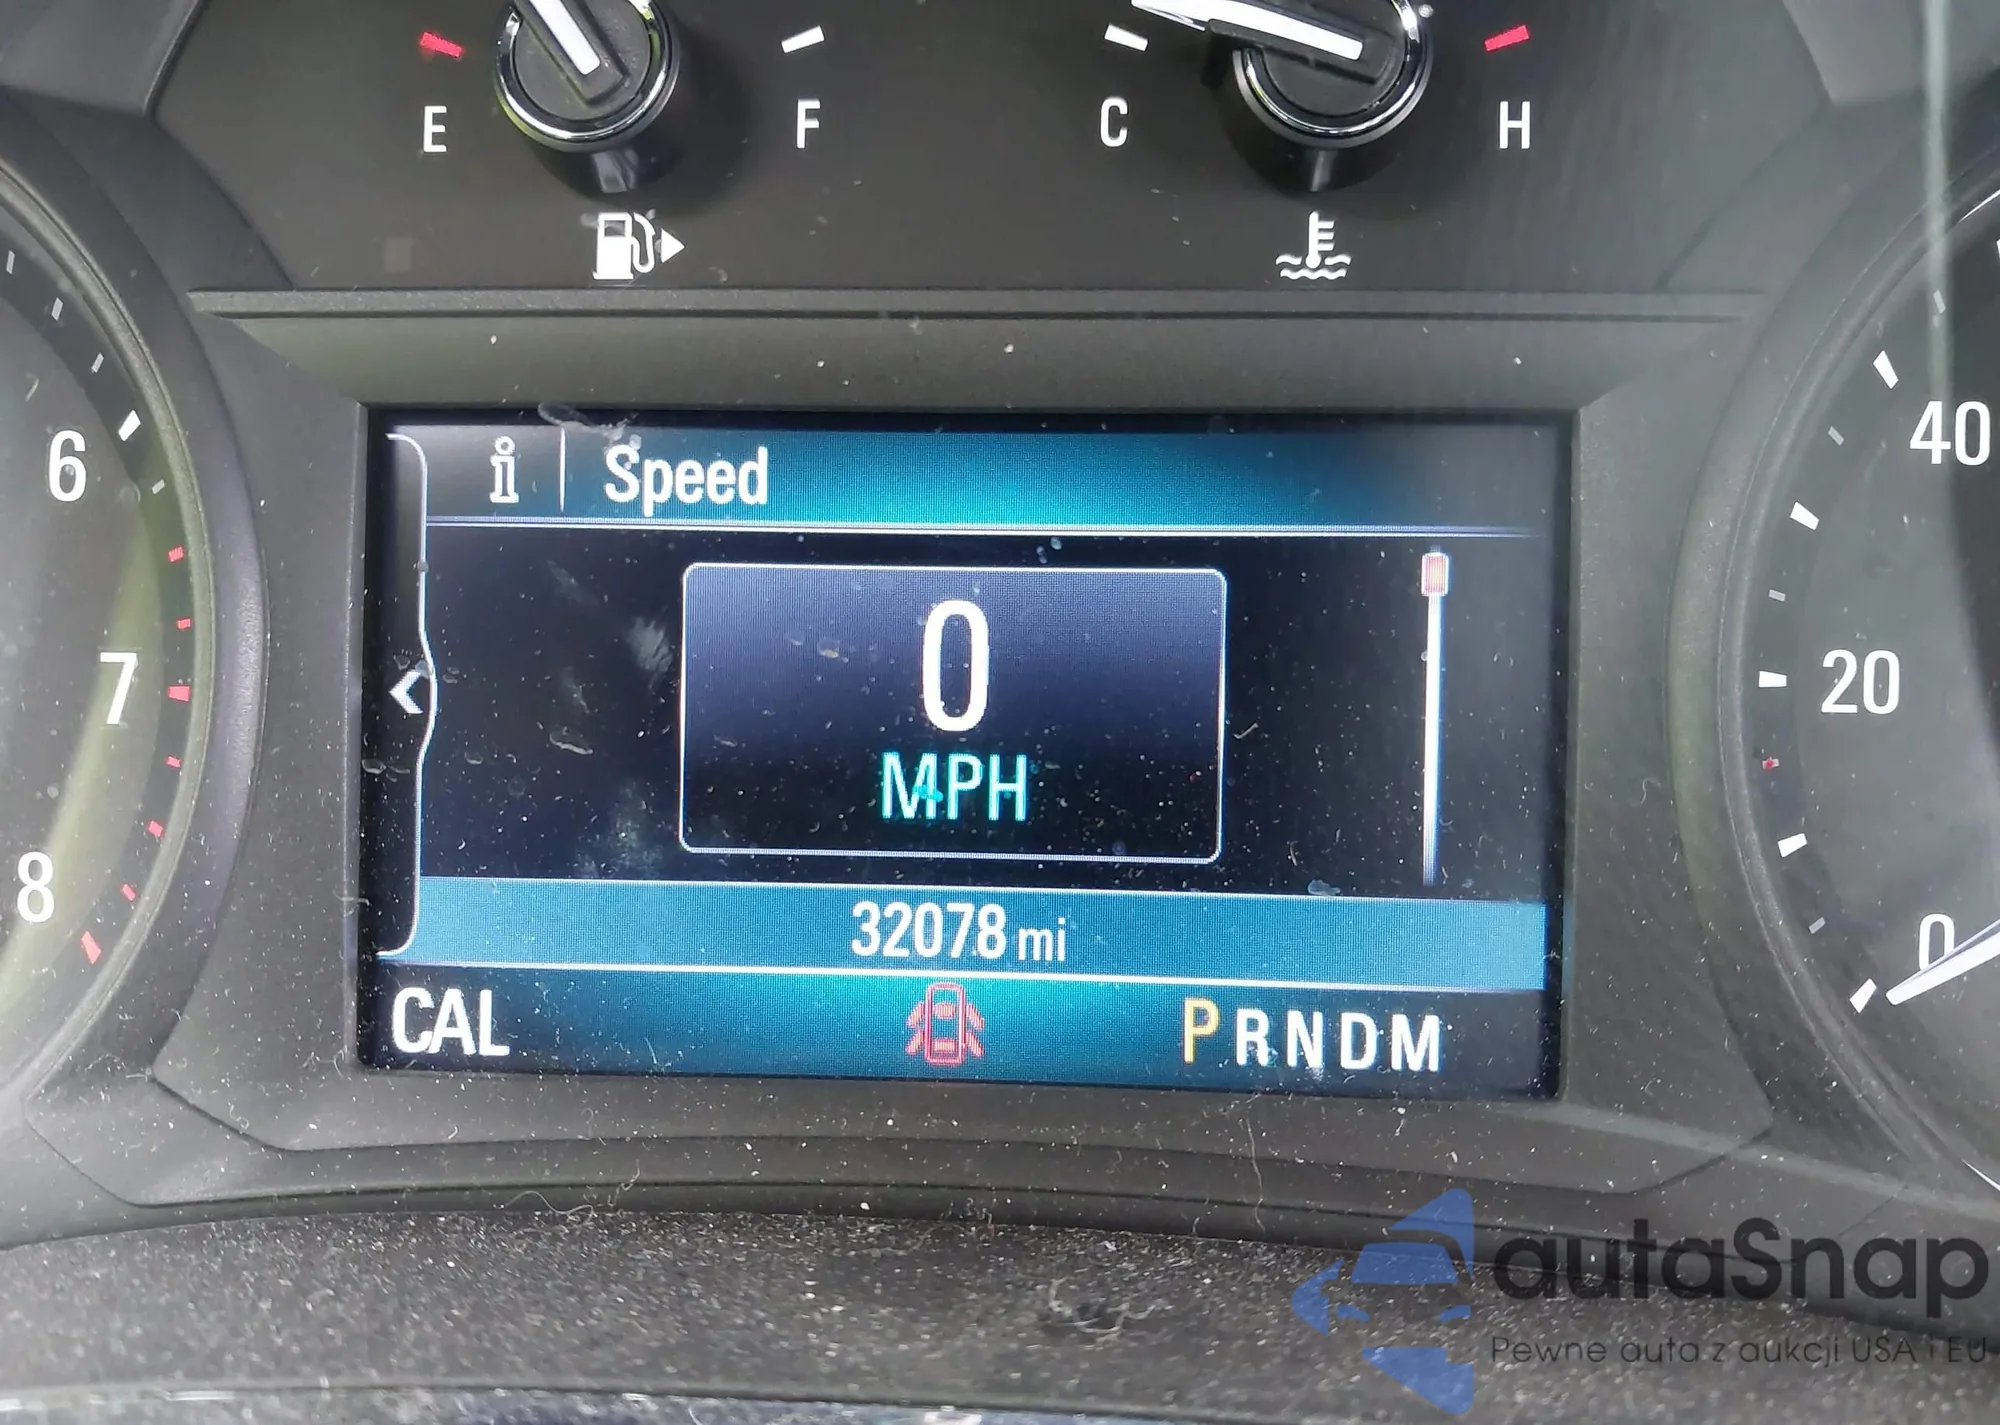 E F C H
i Speed
40
6
0
20
7
MPH
8
32078 mi
0
CAL PRNDM
autaSnap
Pewne auta z aukcji USA i EU